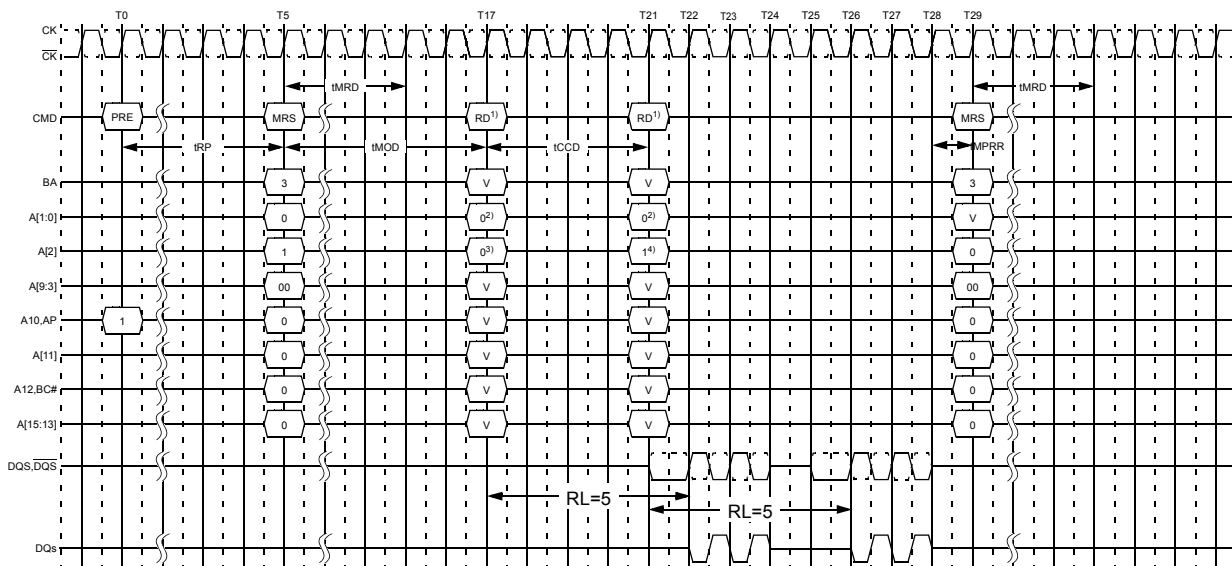 T0 T5 T17 T21 T22 T23 T24 T25 T26 T27 T28 T29
CK
CK
tMRD tMRD
CMD PRE MRS RD1) RD1) MRS
tRP tMOD tCCD tMPRR
BA 3 V V 3
A[1:0] 0 02) 02) V
A[2] 1 03) 14) 0
A[9:3] 00 V V 00
A10,AP 1 0 V V 0
A[11] 0 V V 0
A12,BC# 0 V V 0
A[15:13] 0 V V 0
DQS,DQS
RL=5
RL=5
DQs